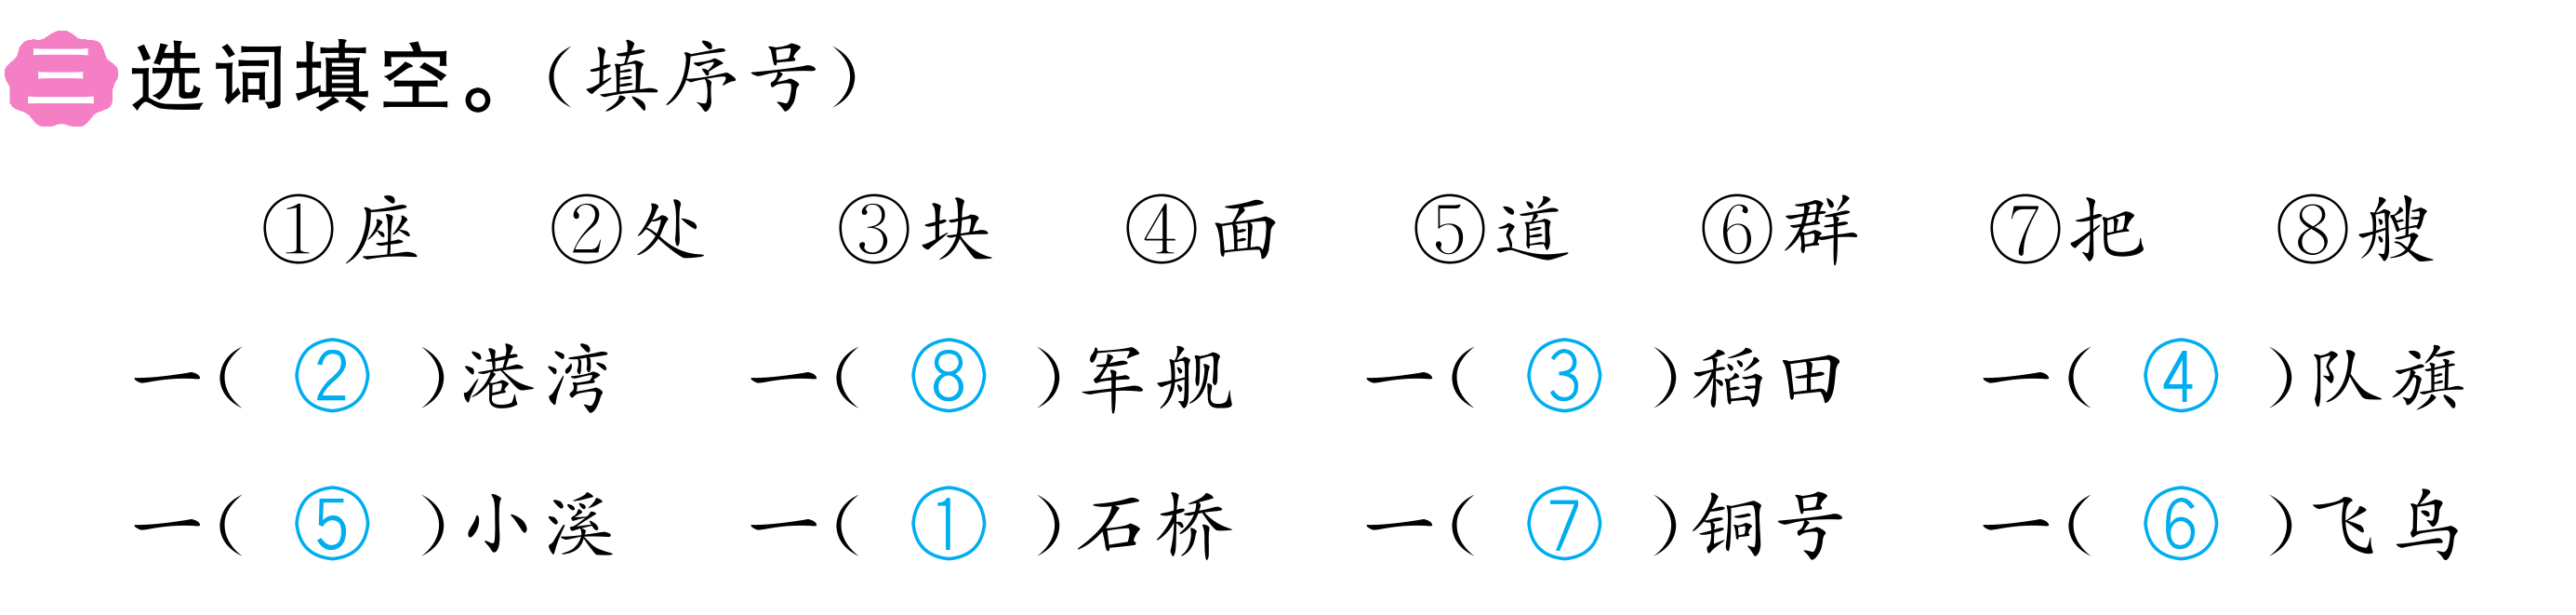 三 选词填空。（填序号）
①座 ②处 ③块 ④面 ⑤道 ⑥群 ⑦把 ⑧艘
一( ② )港湾 一( ⑧ )军舰 一( ③ )稻田 一( ④ )队旗
一( ⑤ )小溪 一( ① )石桥 一( ⑦ )铜号 一( ⑥ )飞鸟